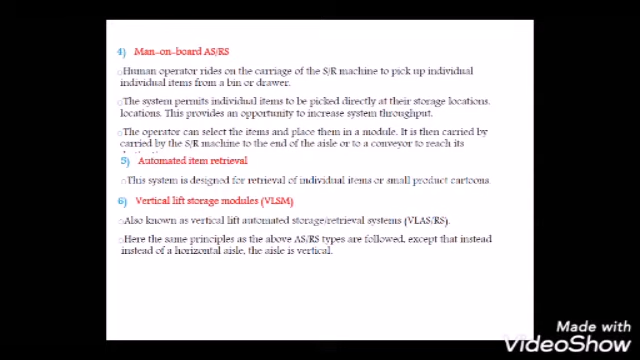 4) Man-on-board AS/RS
Human operator rides on the carriage of the S/R machine to pick up individual
individual items from a bin or drawer.
The system permits individual items to be picked directly at their storage locations.
locations. This provides an opportunity to increase system throughput.
The operator can select the items and place them in a module. It is then carried by
carried by the S/R machine to the end of the aisle or to a conveyor to reach its
5) Automated item retrieval
This system is designed for retrieval of individual items or small product cartoons.
6) Vertical lift storage modules (VLSM)
Also known as vertical lift automated storage/retrieval systems (VLAS/RS).
Here the same principles as the above AS/RS types are followed, except that instead
instead of a horizontal aisle, the aisle is vertical.
Made with
VideoShow